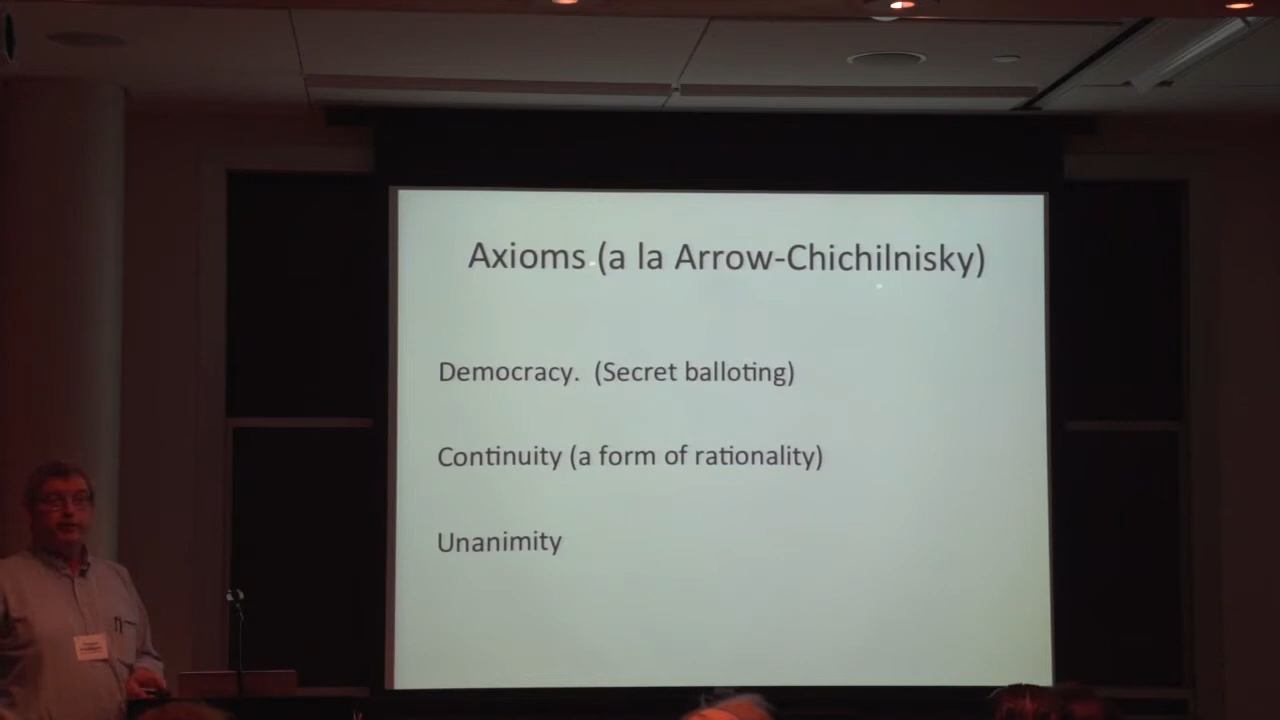 Axioms (a la Arrow-Chichilnisky)
Democracy. (Secret balloting)
Continuity (a form of rationality)
Unanimity